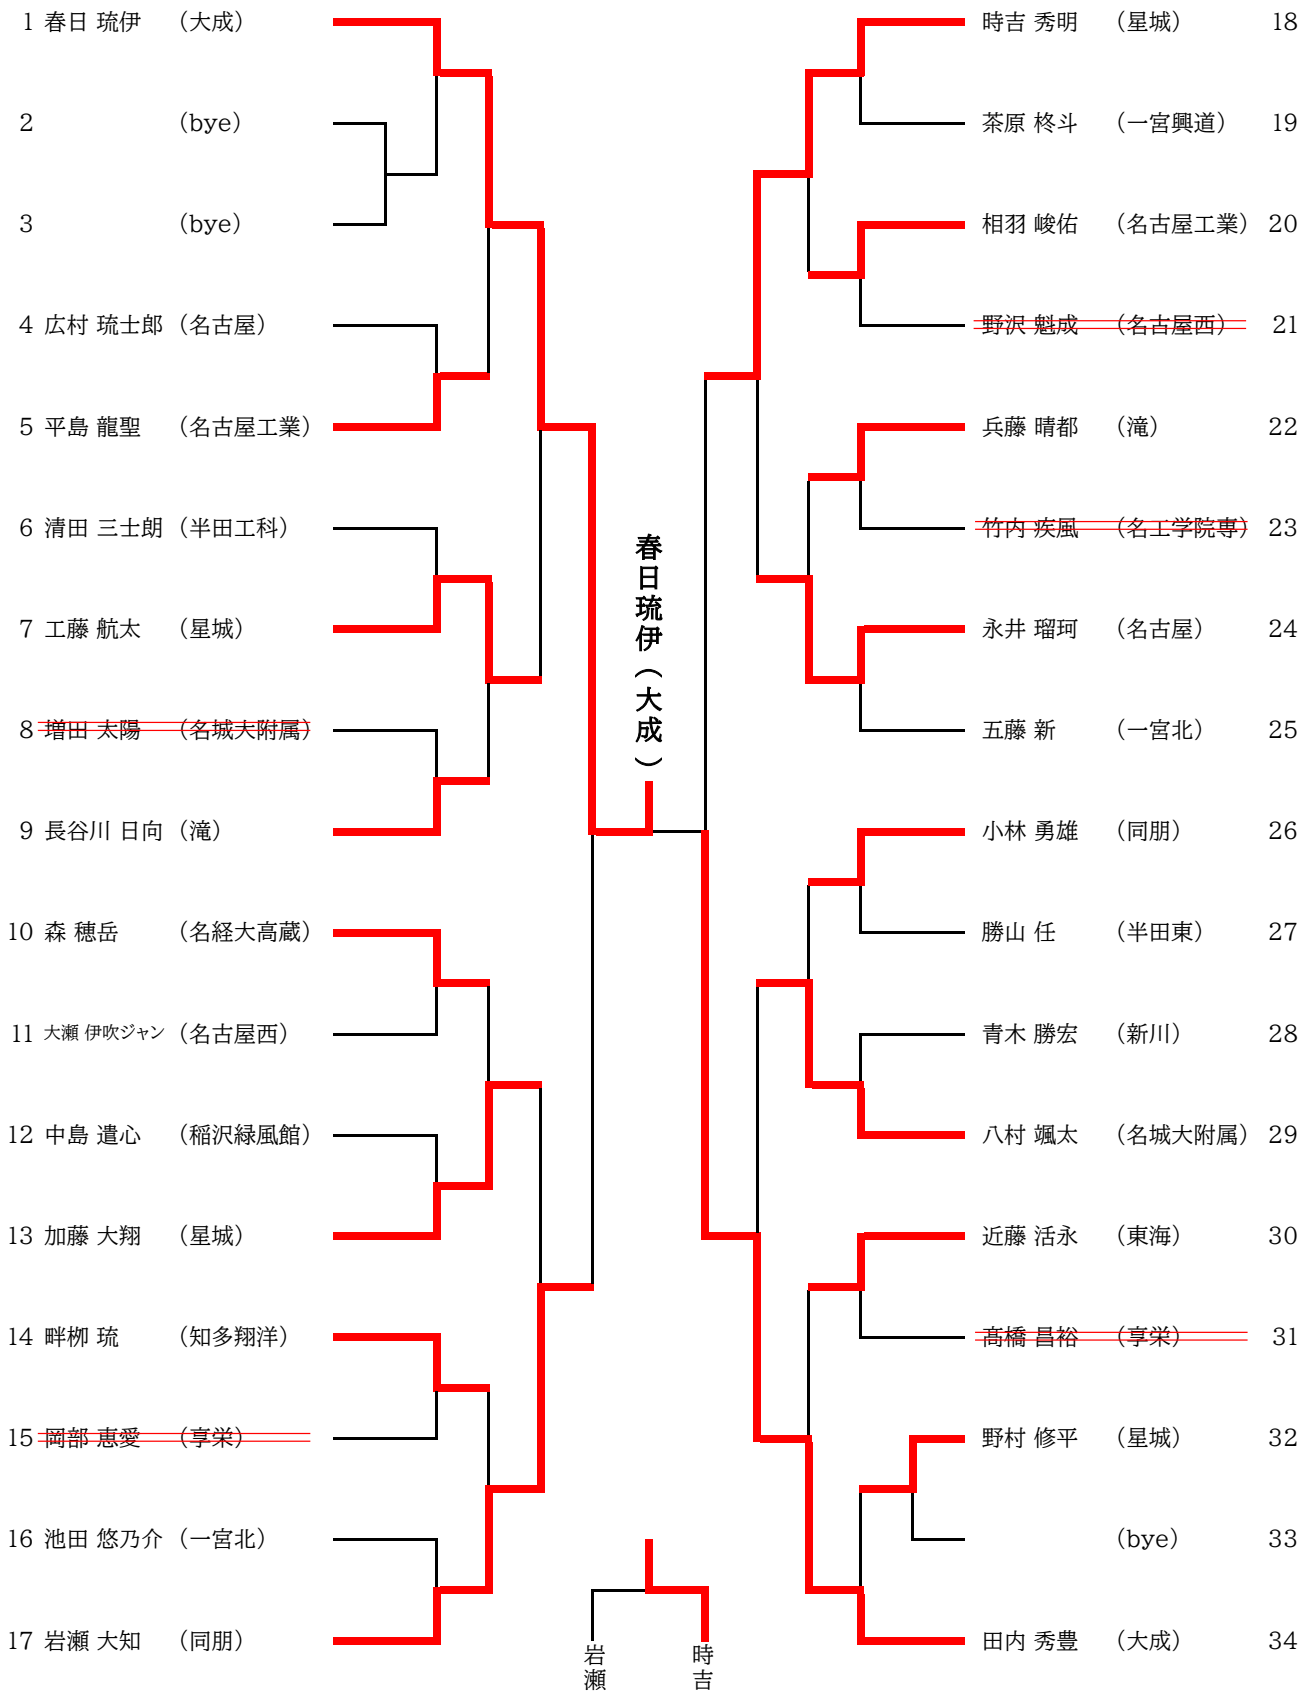 1 春日 琉伊 （大成）
2 （bye）
3 （bye）
4 広村 琉士郎 （名古屋）
5 平島 龍聖 （名古屋工業）
6 清田 三士朗 （半田工科）
7 工藤 航太 （星城）
8 増田 太陽 （名城大附属）
9 長谷川 日向 （滝）
10 森 穂岳 （名経大高蔵）
11 大瀬 伊吹ジャン （名古屋西）
12 中島 遣心 （稲沢緑風館）
13 加藤 大翔 （星城）
14 畔栁 琉 （知多翔洋）
15 岡部 恵愛 （享栄）
16 池田 悠乃介 （一宮北）
17 岩瀬 大知 （同朋）
春日琉伊（大成）
岩瀬
時吉
時吉 秀明 （星城） 18
茶原 柊斗 （一宮興道） 19
相羽 峻佑 （名古屋工業） 20
野沢 魁成 （名古屋西） 21
兵藤 晴都 （滝） 22
竹内 疾風 （名工学院専） 23
永井 瑠珂 （名古屋） 24
五藤 新 （一宮北） 25
小林 勇雄 （同朋） 26
勝山 任 （半田東） 27
青木 勝宏 （新川） 28
八村 颯太 （名城大附属） 29
近藤 活永 （東海） 30
髙橋 昌裕 （享栄） 31
野村 修平 （星城） 32
（bye） 33
田内 秀豊 （大成） 34